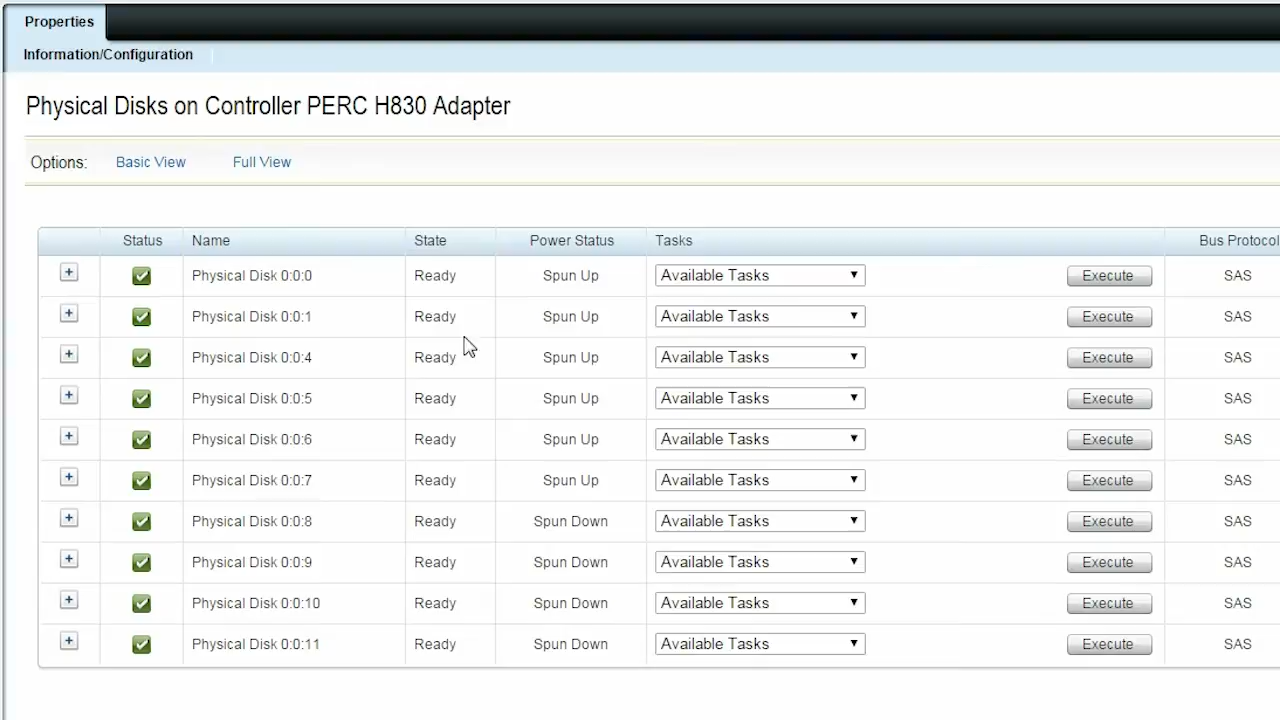 Properties
Information/Configuration
Physical Disks on Controller PERC H830 Adapter
Options: Basic View Full View
Status Name State Power Status Tasks Bus Protocol
Physical Disk 0:0:0 Ready Spun Up Available Tasks Execute SAS
Physical Disk 0:0:1 Ready Spun Up Available Tasks Execute SAS
Physical Disk 0:0:4 Ready Spun Up Available Tasks Execute SAS
Physical Disk 0:0:5 Ready Spun Up Available Tasks Execute SAS
Physical Disk 0:0:6 Ready Spun Up Available Tasks Execute SAS
Physical Disk 0:0:7 Ready Spun Up Available Tasks Execute SAS
Physical Disk 0:0:8 Ready Spun Down Available Tasks Execute SAS
Physical Disk 0:0:9 Ready Spun Down Available Tasks Execute SAS
Physical Disk 0:0:10 Ready Spun Down Available Tasks Execute SAS
Physical Disk 0:0:11 Ready Spun Down Available Tasks Execute SAS